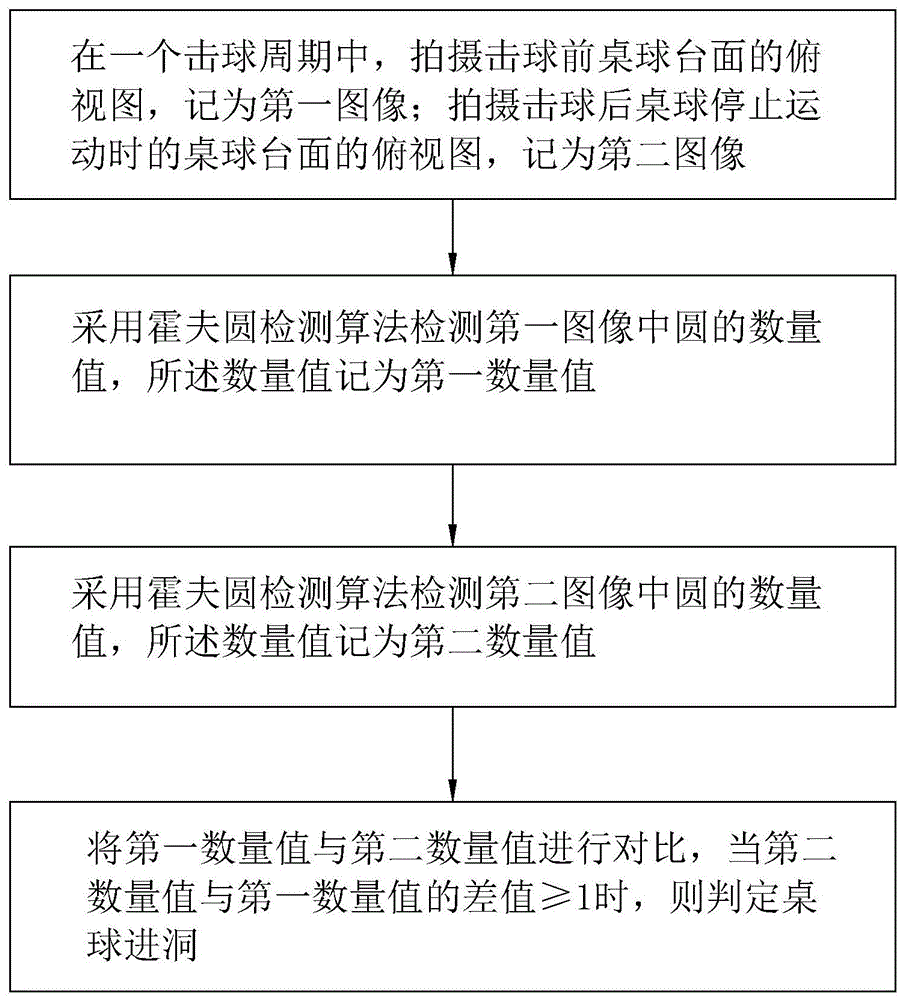 在一个击球周期中，拍摄击球前桌球台面的俯
视图，记为第一图像；拍摄击球后桌球停止运
动时的桌球台面的俯视图，记为第二图像
采用霍夫圆检测算法检测第一图像中圆的数量
值，所述数量值记为第一数量值
采用霍夫圆检测算法检测第二图像中圆的数量
值，所述数量值记为第二数量值
将第一数量值与第二数量值进行对比，当第二
数量值与第一数量值的差值≥1时，则判定桌
球进洞